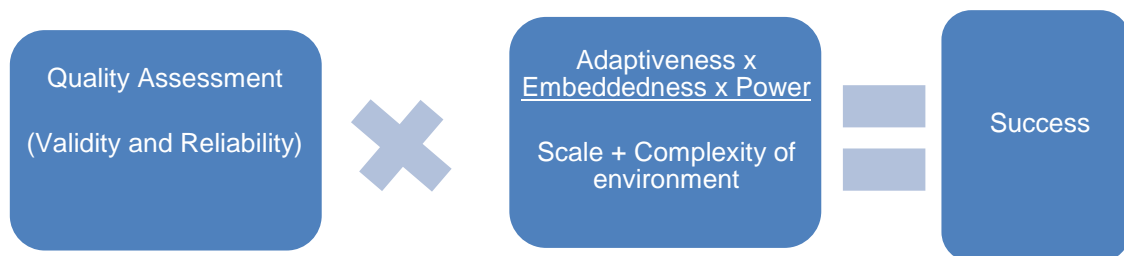 Quality Assessment
(Validity and Reliability)
Adaptiveness x
Embeddedness x Power
Scale + Complexity of
environment
Success